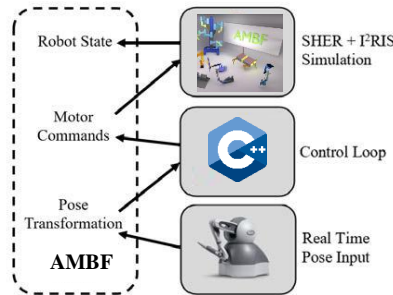 Robot State
AMBF
SHER + I²RIS
Simulation
Motor
Commands
C++
Control Loop
Pose
Transformation
Real Time
Pose Input
AMBF